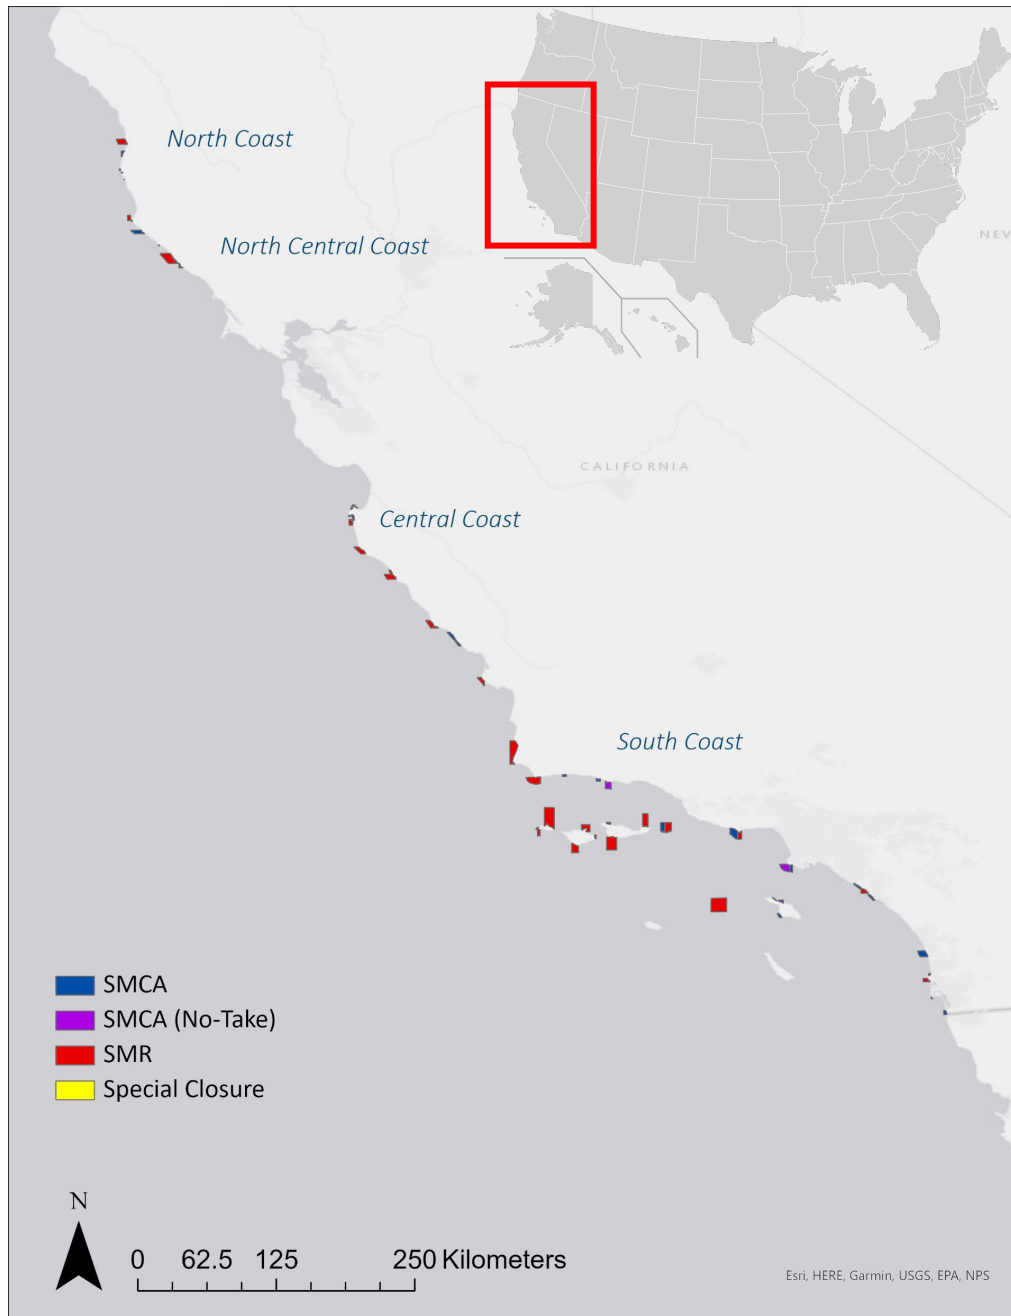 North Coast
North Central Coast
NEV
CALIFORNIA
Central Coast
South Coast
SMCA
SMCA (No-Take)
SMR
Special Closure
N
0 62.5 125 250 Kilometers
Esri, HERE, Garmin, USGS, EPA, NPS